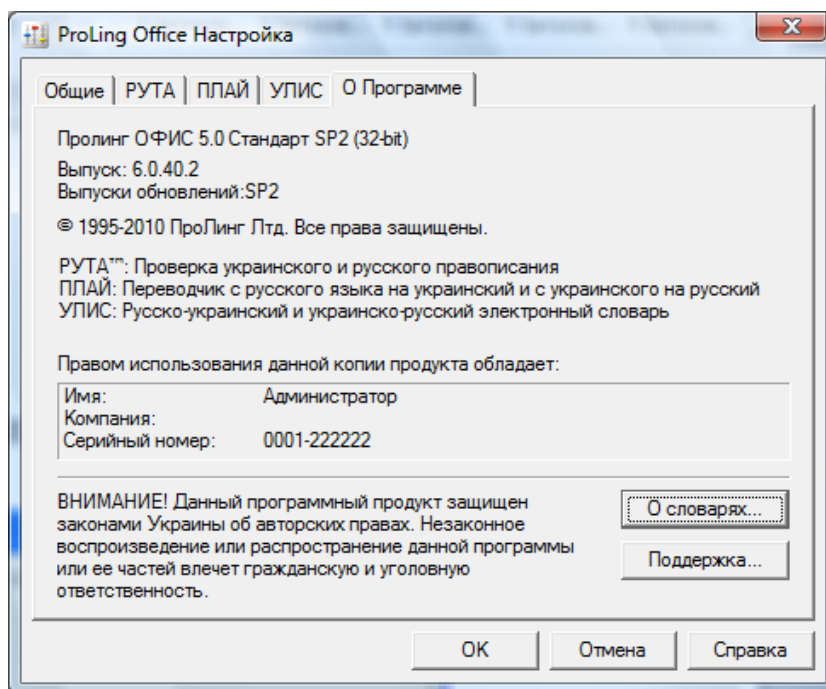 ProLing Office Настройка
Общие РУТА ПЛАЙ УЛИС О Программе
Пролинг ОФИС 5.0 Стандарт SP2 (32-bit)
Выпуск: 6.0.40.2
Выпуски обновлений:SP2
© 1995-2010 ПроЛинг Лтд. Все права защищены.
РУТА™: Проверка украинского и русского правописания
ПЛАЙ: Переводчик с русского языка на украинский и с украинского на русский
УЛИС: Русско-украинский и украинско-русский электронный словарь
Правом использования данной копии продукта обладает:
Имя: Администратор
Компания:
Серийный номер: 0001-222222
ВНИМАНИЕ! Данный программный продукт защищен
законами Украины об авторских правах. Незаконное
воспроизведение или распространение данной программы
или ее частей влечет гражданскую и уголовную
ответственность.
О словарях...
Поддержка...
OK Отмена Справка